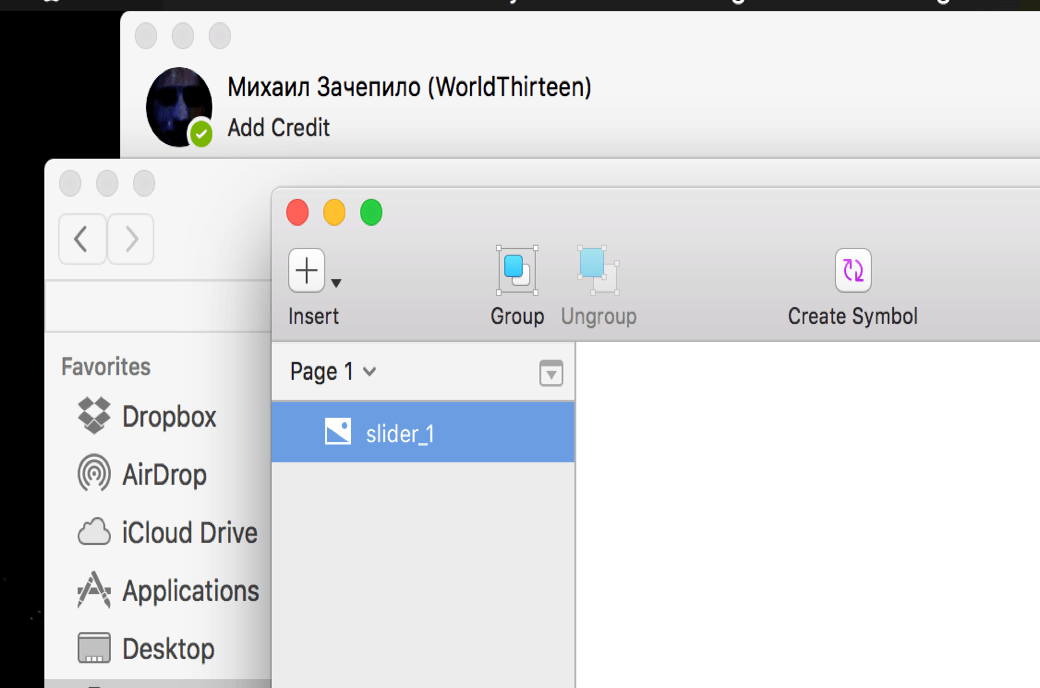 Михаил Зачепило (WorldThirteen)
Add Credit
Insert
Group
Ungroup
Create Symbol
Page 1
slider_1
Favorites
Dropbox
AirDrop
iCloud Drive
Applications
Desktop